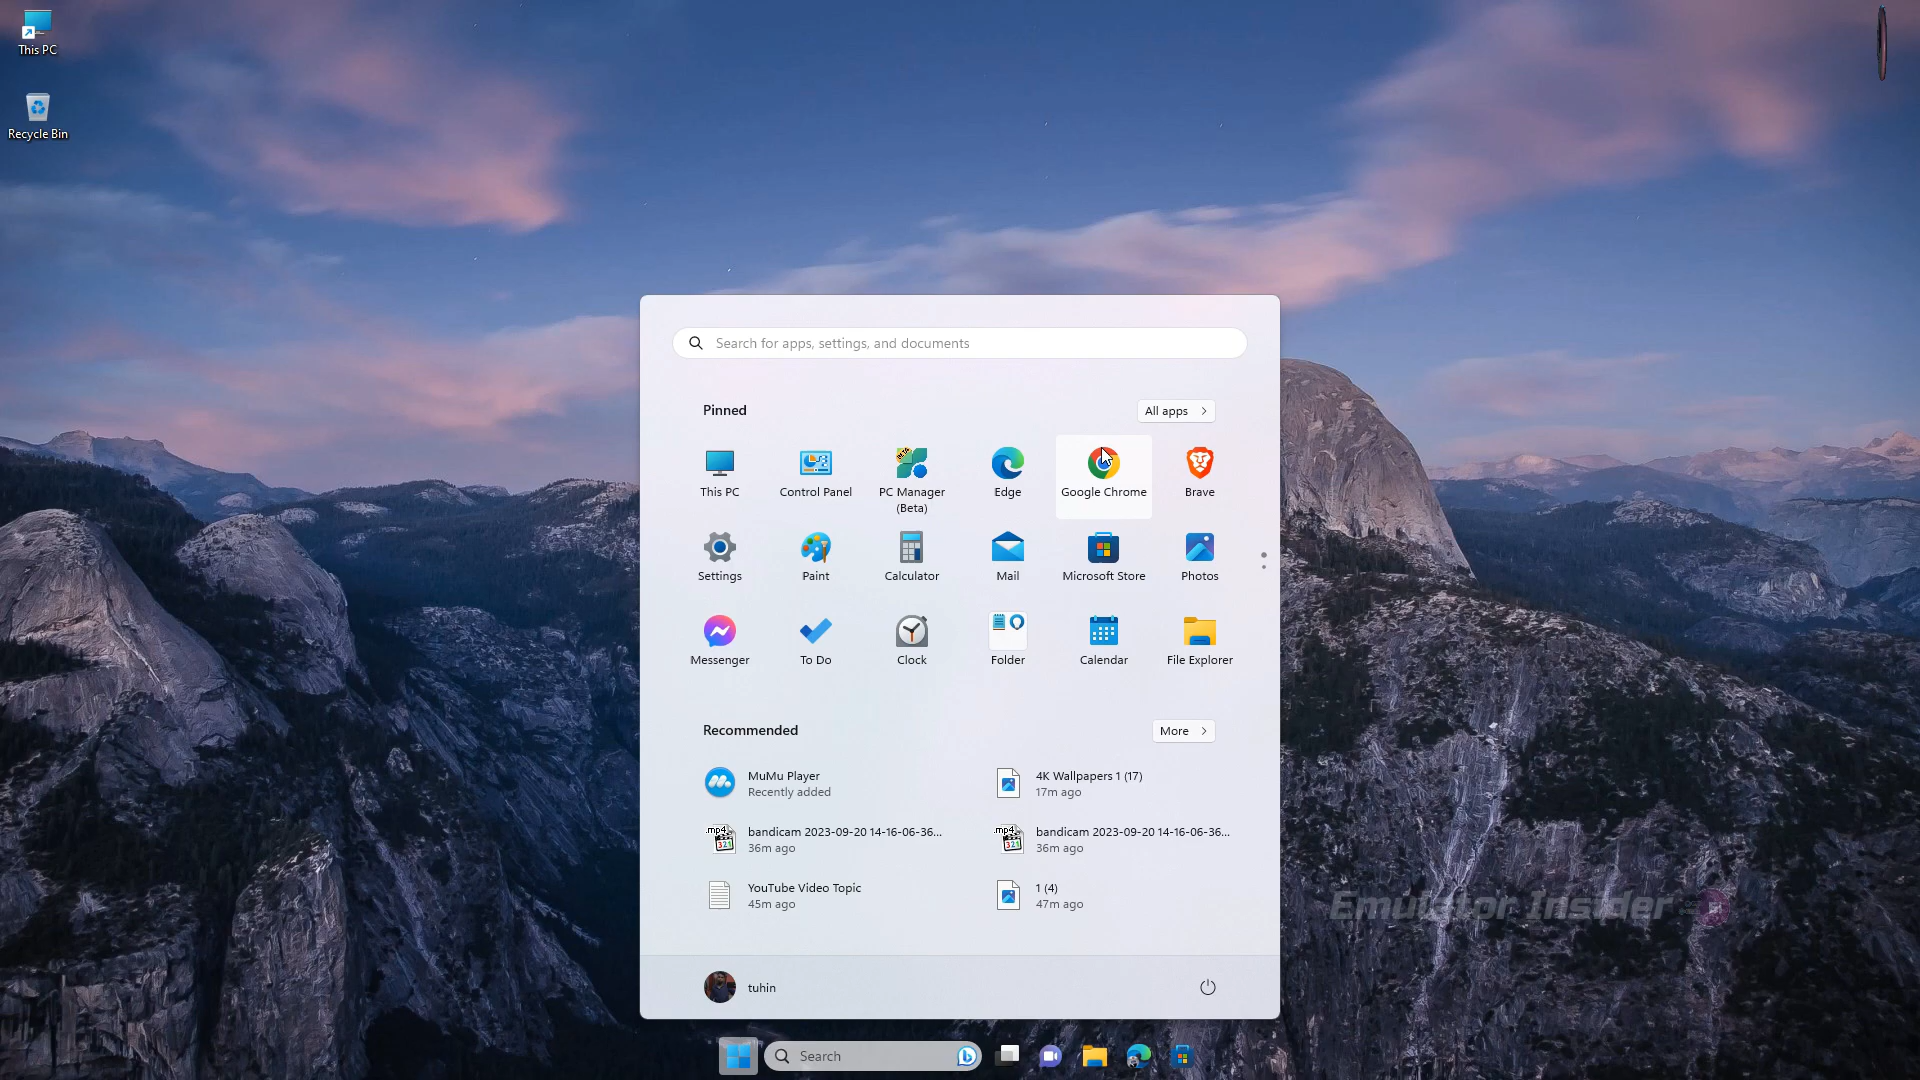 This PC
Recycle Bin
Search for apps, settings, and documents
Pinned
All apps
This PC
Control Panel
PC Manager
(Beta)
Edge
Google Chrome
Brave
Settings
Paint
Calculator
Mail
Microsoft Store
Photos
Messenger
To Do
Clock
Folder
Calendar
File Explorer
Recommended
More
MuMu Player
Recently added
4K Wallpapers 1 (17)
17m ago
bandicam 2023-09-20 14-16-06-36...
36m ago
bandicam 2023-09-20 14-16-06-36...
36m ago
YouTube Video Topic
45m ago
1 (4)
47m ago
Emulator Insider
tuhin
Search